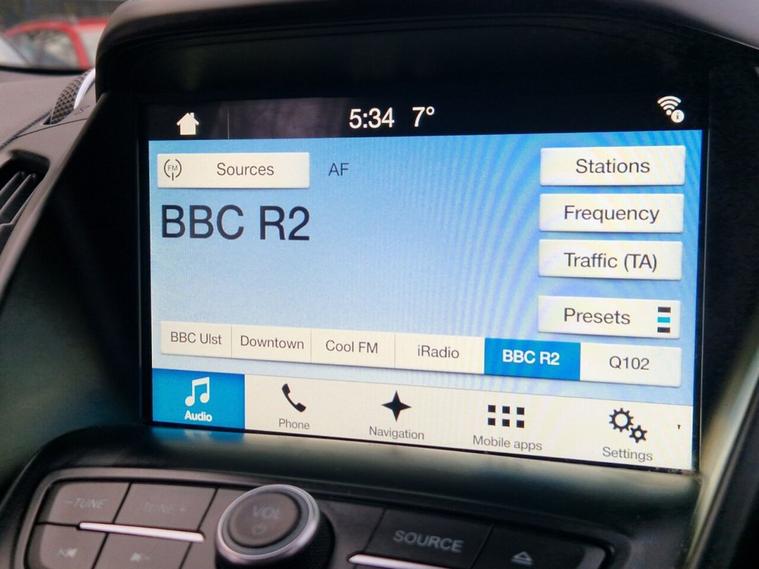 5:34 7°
FM Sources AF Stations
BBC R2
Frequency
Traffic (TA)
Presets
BBC Ulst Downtown Cool FM iRadio BBC R2 Q102
Audio Phone Navigation Mobile apps Settings
- TUNE TUNE + VOL SOURCE